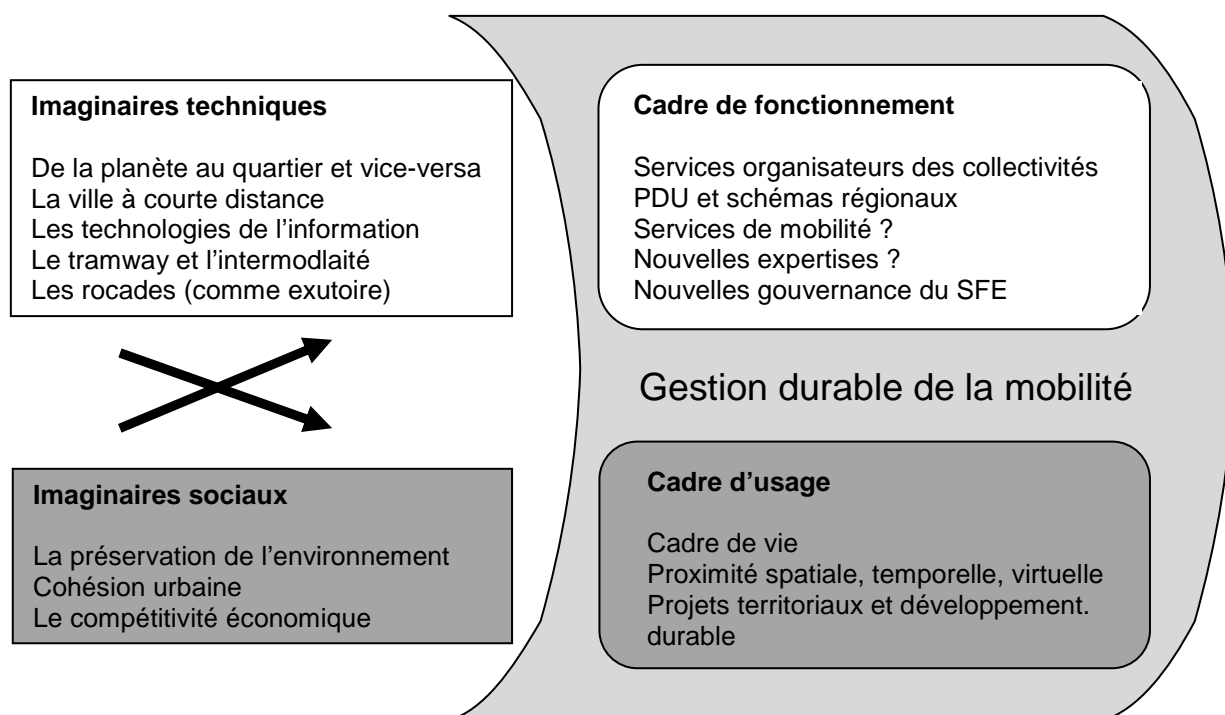 Imaginaires techniques
De la planète au quartier et vice-versa
La ville à courte distance
Les technologies de l’information
Le tramway et l’intermodlaité
Les rocades (comme exutoire)
Cadre de fonctionnement
Services organisateurs des collectivités
PDU et schémas régionaux
Services de mobilité ?
Nouvelles expertises ?
Nouvelles gouvernance du SFE
Gestion durable de la mobilité
Imaginaires sociaux
La préservation de l’environnement
Cohésion urbaine
Le compétitivité économique
Cadre d’usage
Cadre de vie
Proximité spatiale, temporelle, virtuelle
Projets territoriaux et développement.
durable